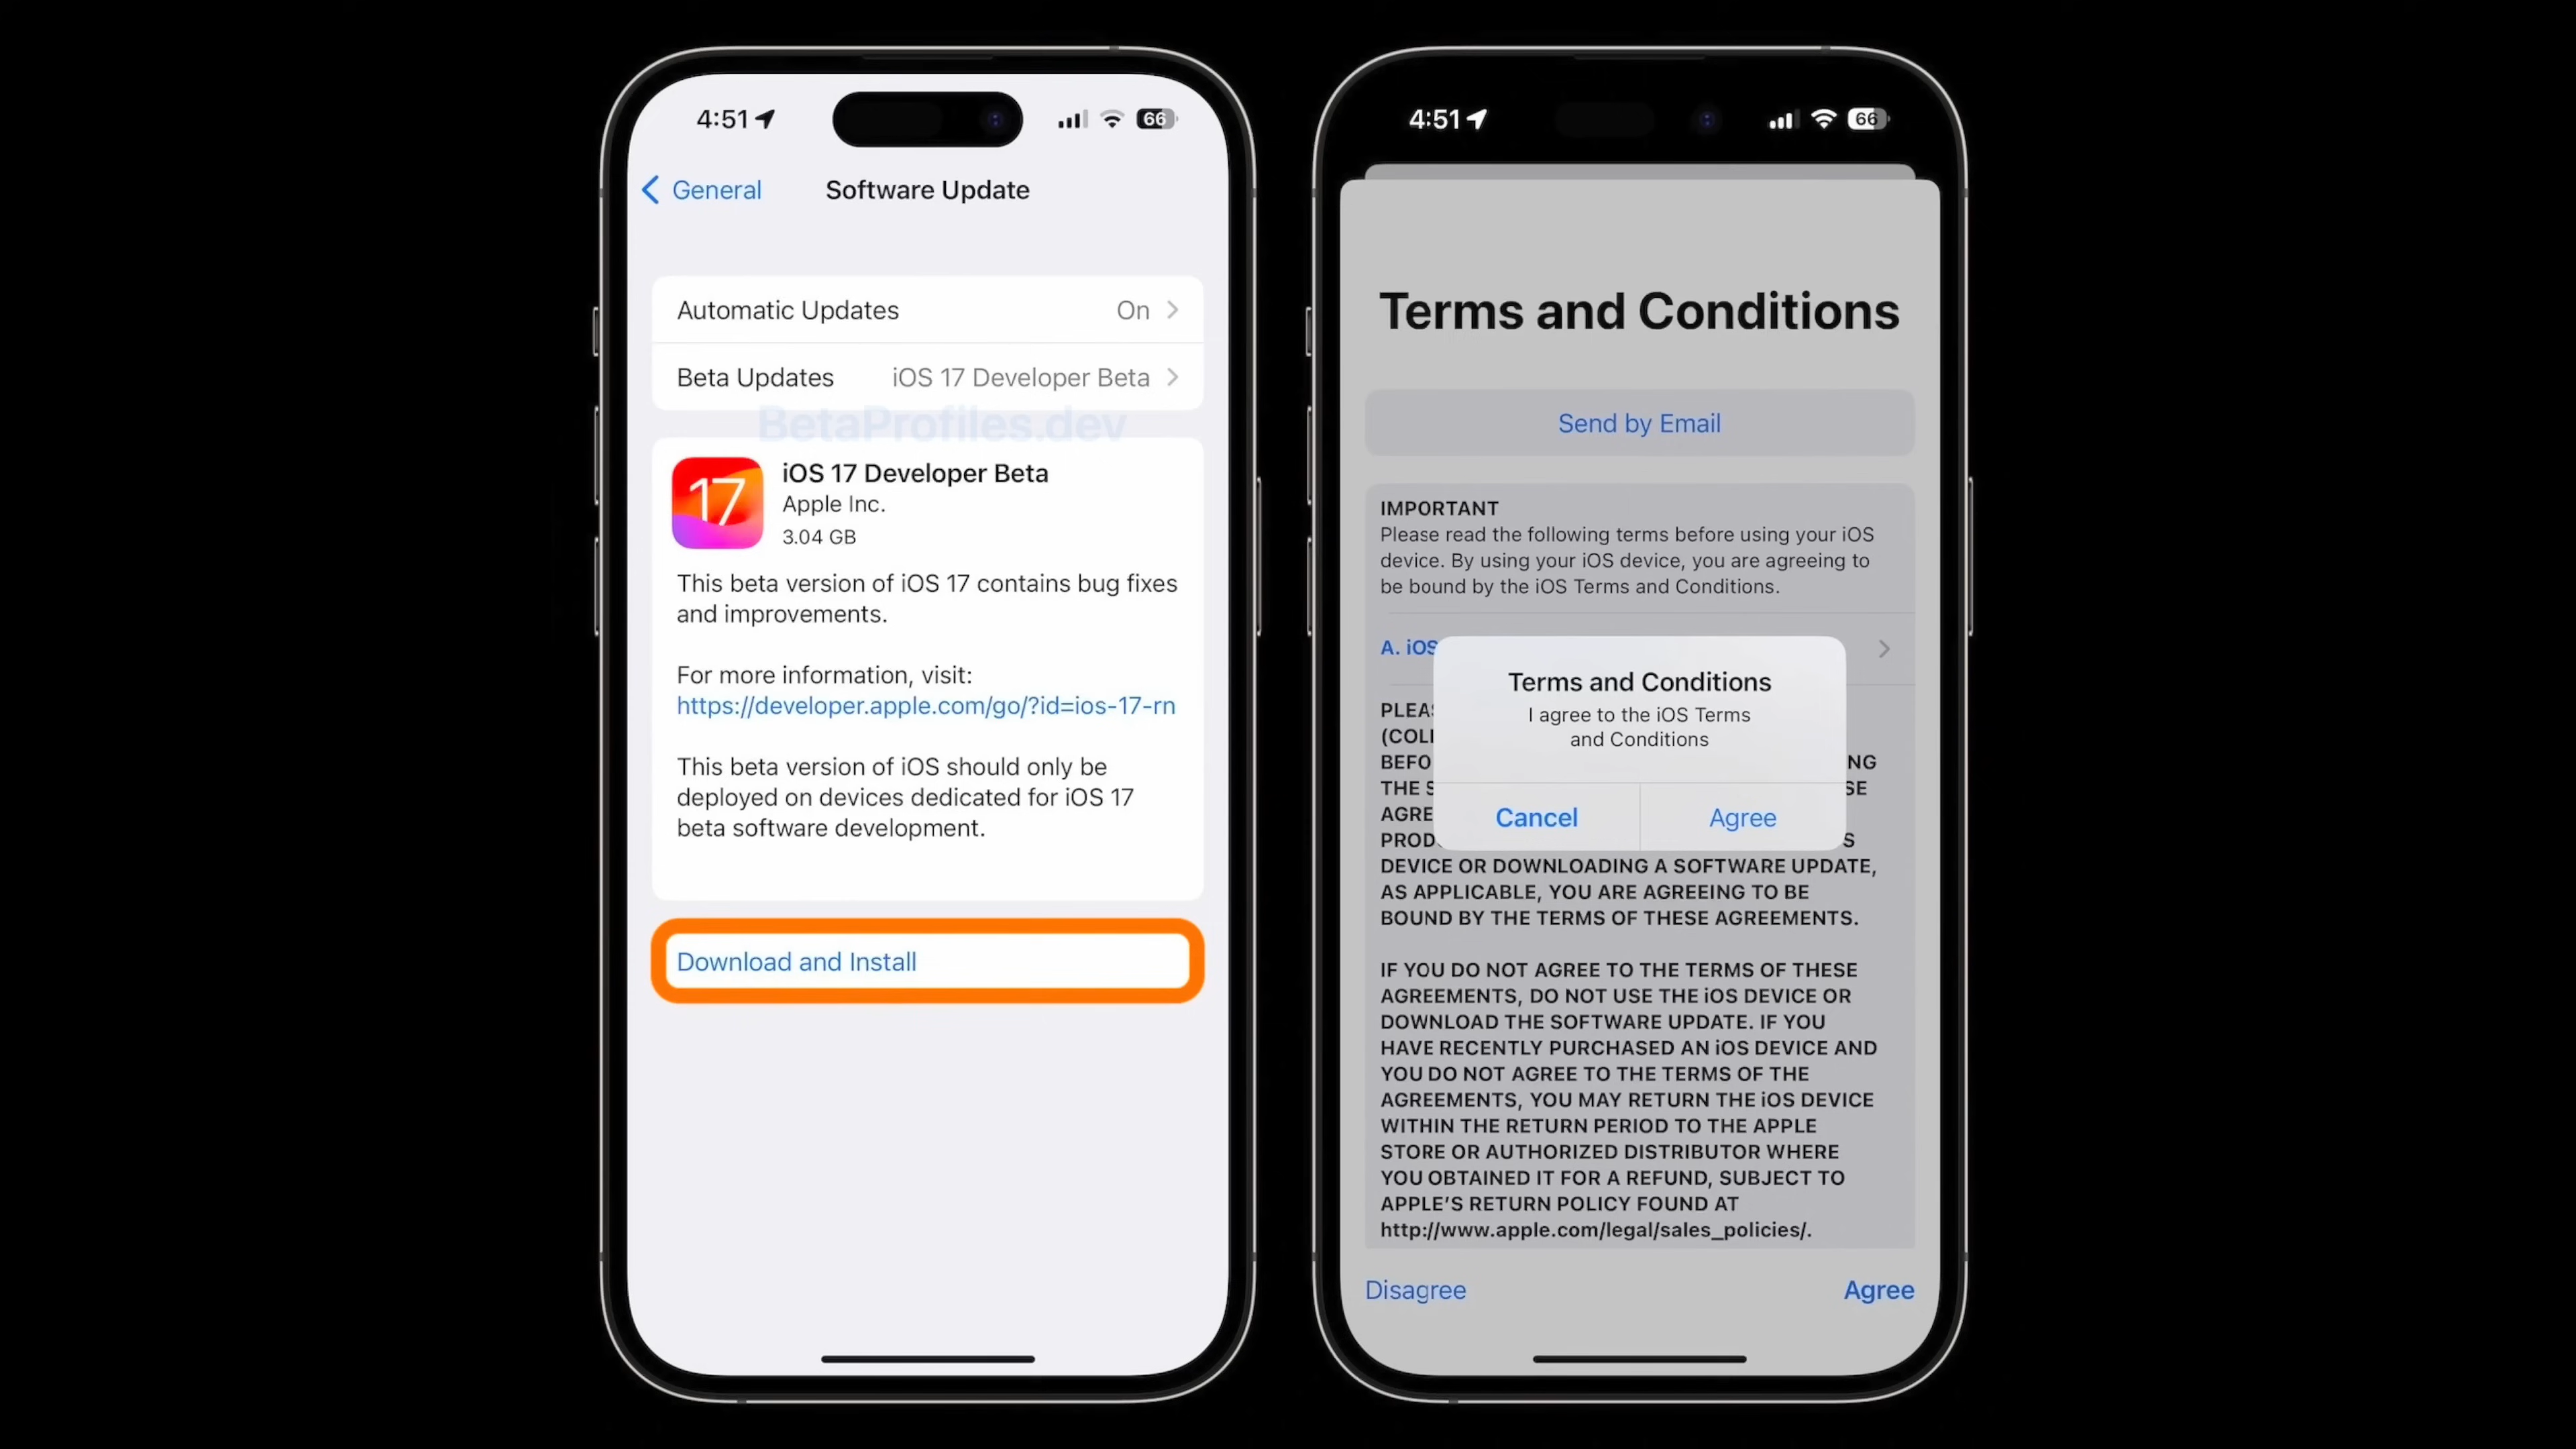 4:51
66
General
Software Update
Automatic Updates
On
Beta Updates
iOS 17 Developer Beta
BetaProfiles.dev
17
iOS 17 Developer Beta
Apple Inc.
3.04 GB
This beta version of iOS 17 contains bug fixes
and improvements.
For more information, visit:
https://developer.apple.com/go/?id=ios-17-rn
This beta version of iOS should only be
deployed on devices dedicated for iOS 17
beta software development.
Download and Install
4:51
66
Terms and Conditions
Send by Email
IMPORTANT
Please read the following terms before using your iOS
device. By using your iOS device, you are agreeing to
be bound by the iOS Terms and Conditions.
A. iOS
Terms and Conditions
I agree to the iOS Terms
and Conditions
Cancel
Agree
DEVICE OR DOWNLOADING A SOFTWARE UPDATE,
AS APPLICABLE, YOU ARE AGREEING TO BE
BOUND BY THE TERMS OF THESE AGREEMENTS.
IF YOU DO NOT AGREE TO THE TERMS OF THESE
AGREEMENTS, DO NOT USE THE iOS DEVICE OR
DOWNLOAD THE SOFTWARE UPDATE. IF YOU
HAVE RECENTLY PURCHASED AN iOS DEVICE AND
YOU DO NOT AGREE TO THE TERMS OF THE
AGREEMENTS, YOU MAY RETURN THE iOS DEVICE
WITHIN THE RETURN PERIOD TO THE APPLE
STORE OR AUTHORIZED DISTRIBUTOR WHERE
YOU OBTAINED IT FOR A REFUND, SUBJECT TO
APPLE'S RETURN POLICY FOUND AT
http://www.apple.com/legal/sales_policies/.
Disagree
Agree